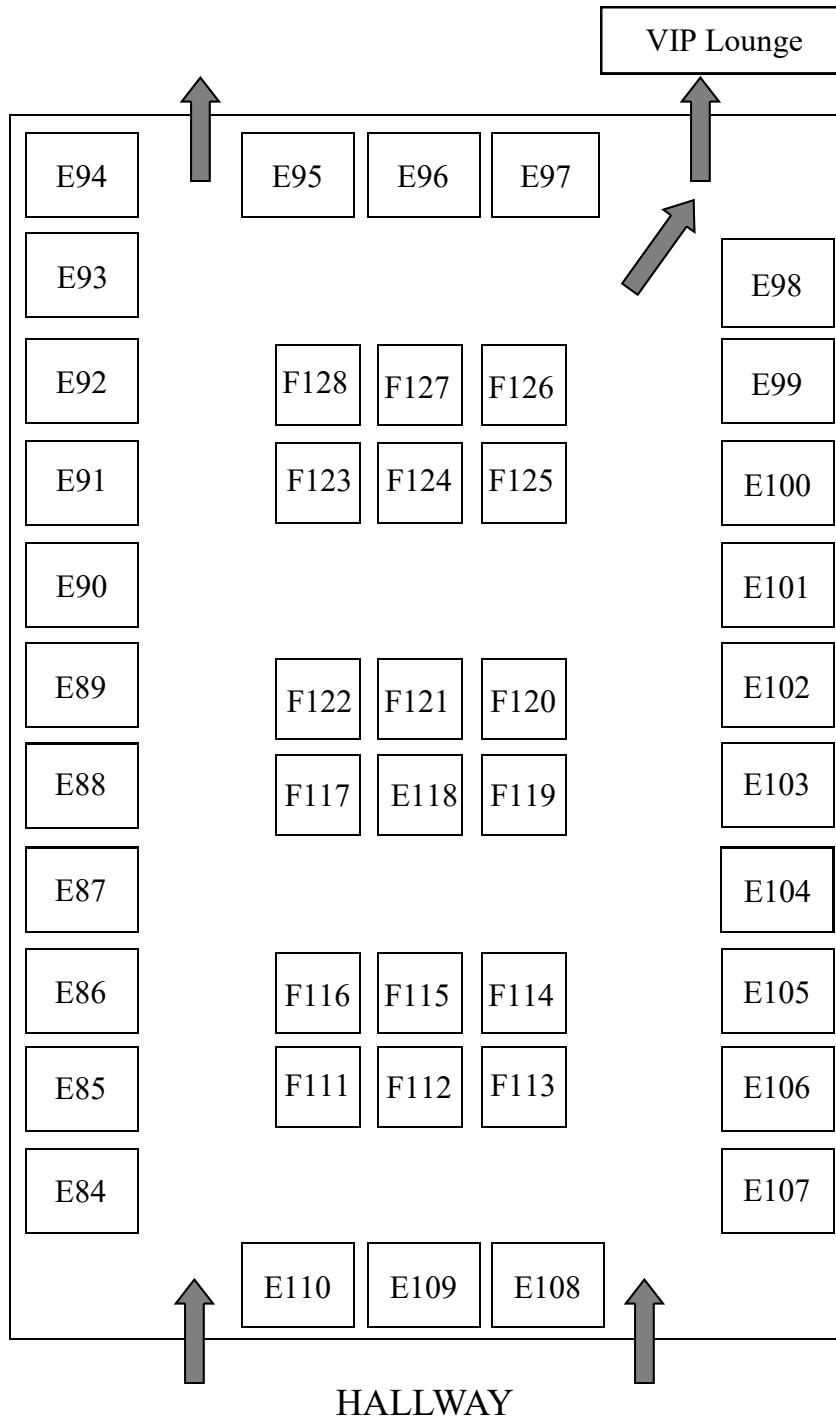 VIP Lounge
E94 E95 E96 E97
E93 E98
E92 F128 F127 F126 E99
E91 F123 F124 F125 E100
E90 E101
E89 F122 F121 F120 E102
E88 F117 E118 F119 E103
E87 E104
E86 F116 F115 F114 E105
E85 F111 F112 F113 E106
E84 E107
E110 E109 E108
HALLWAY